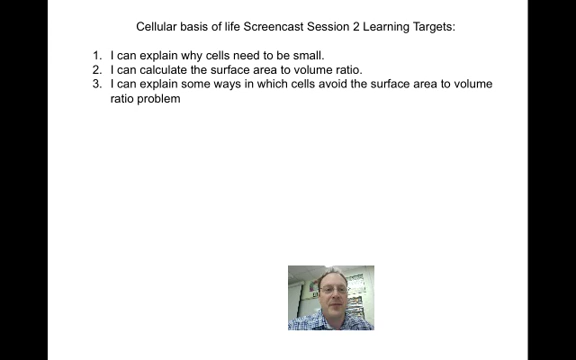 Cellular basis of life Screencast Session 2 Learning Targets:
1. I can explain why cells need to be small.
2. I can calculate the surface area to volume ratio.
3. I can explain some ways in which cells avoid the surface area to volume
ratio problem